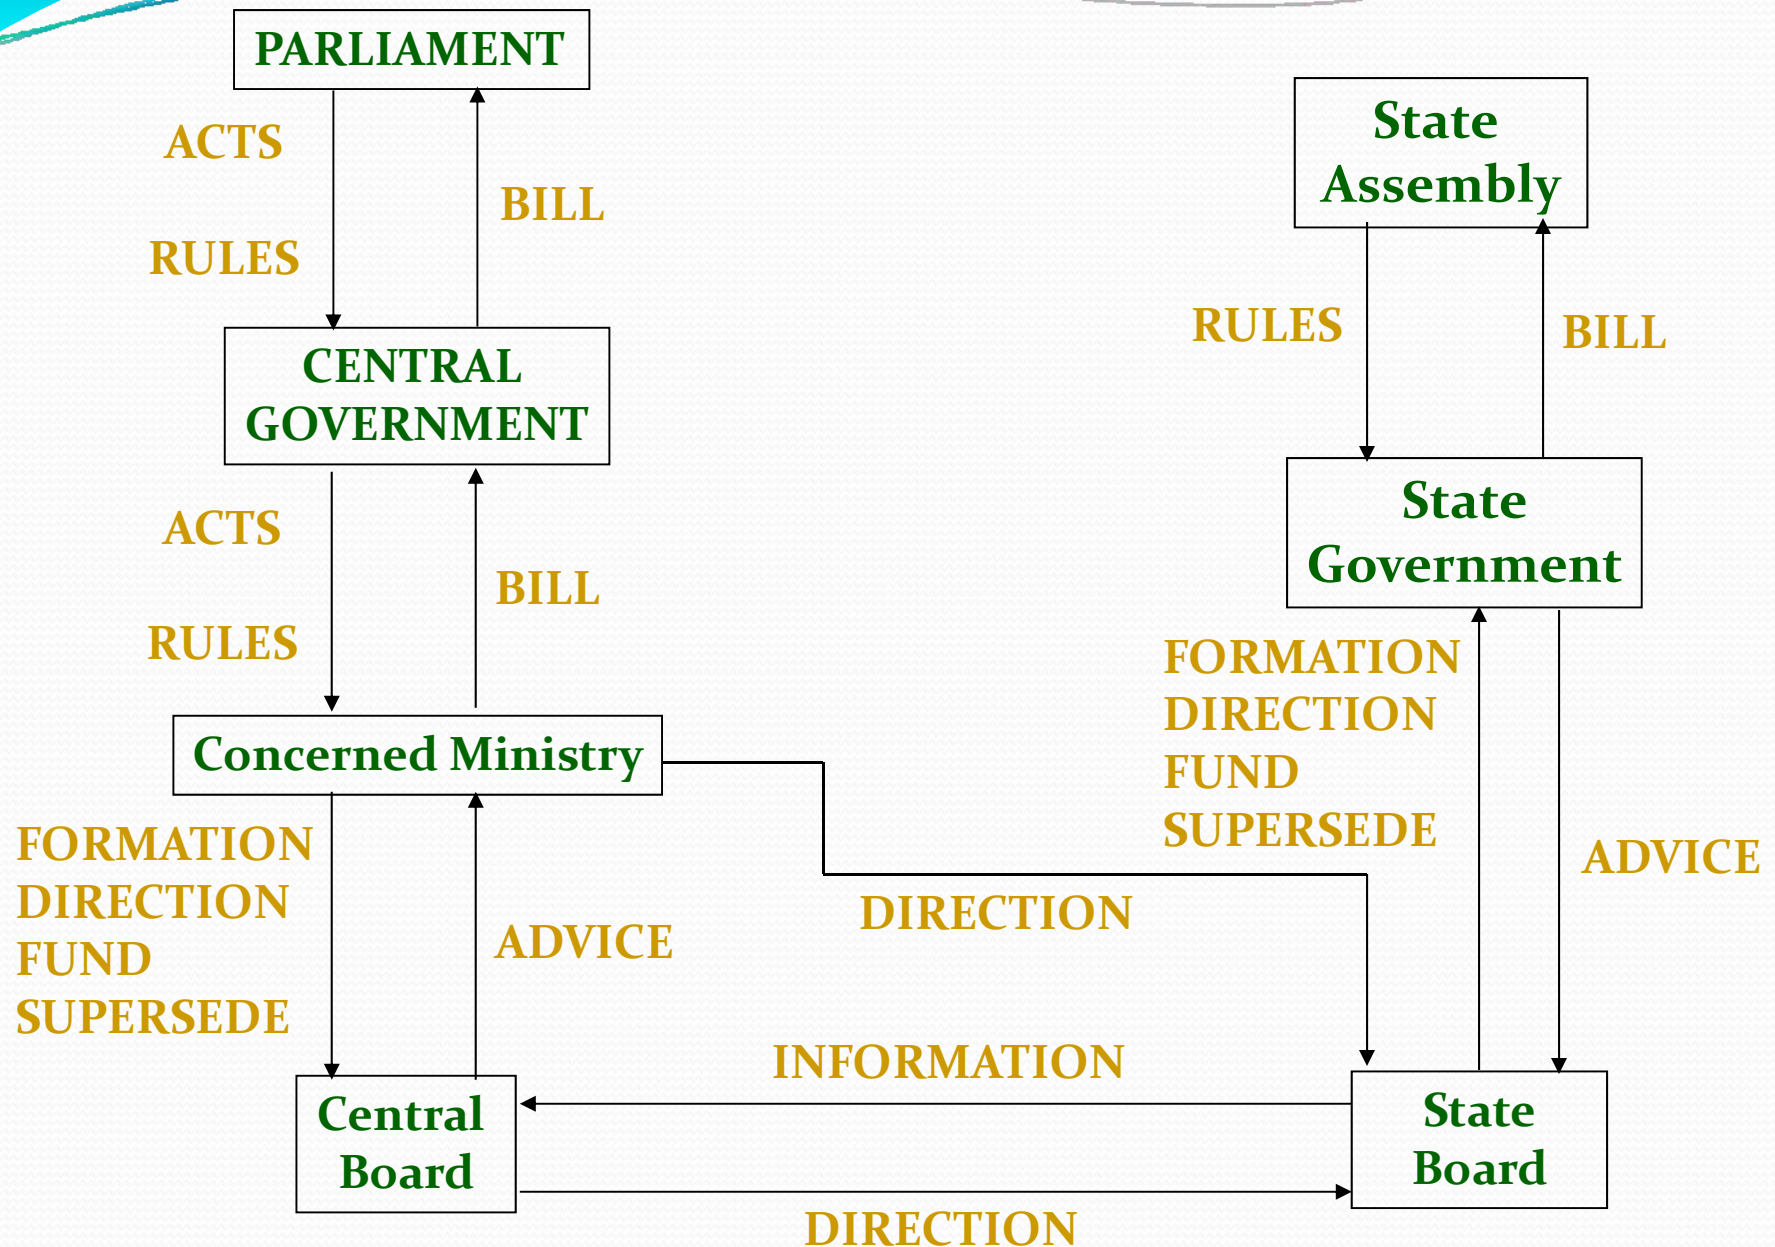 PARLIAMENT
ACTS
BILL
RULES
CENTRAL
GOVERNMENT
ACTS
BILL
RULES
Concerned Ministry
FORMATION
DIRECTION
FUND
SUPERSEDE
ADVICE
Central
Board
State
Assembly
RULES
BILL
State
Government
FORMATION
DIRECTION
FUND
SUPERSEDE
ADVICE
DIRECTION
INFORMATION
State
Board
DIRECTION